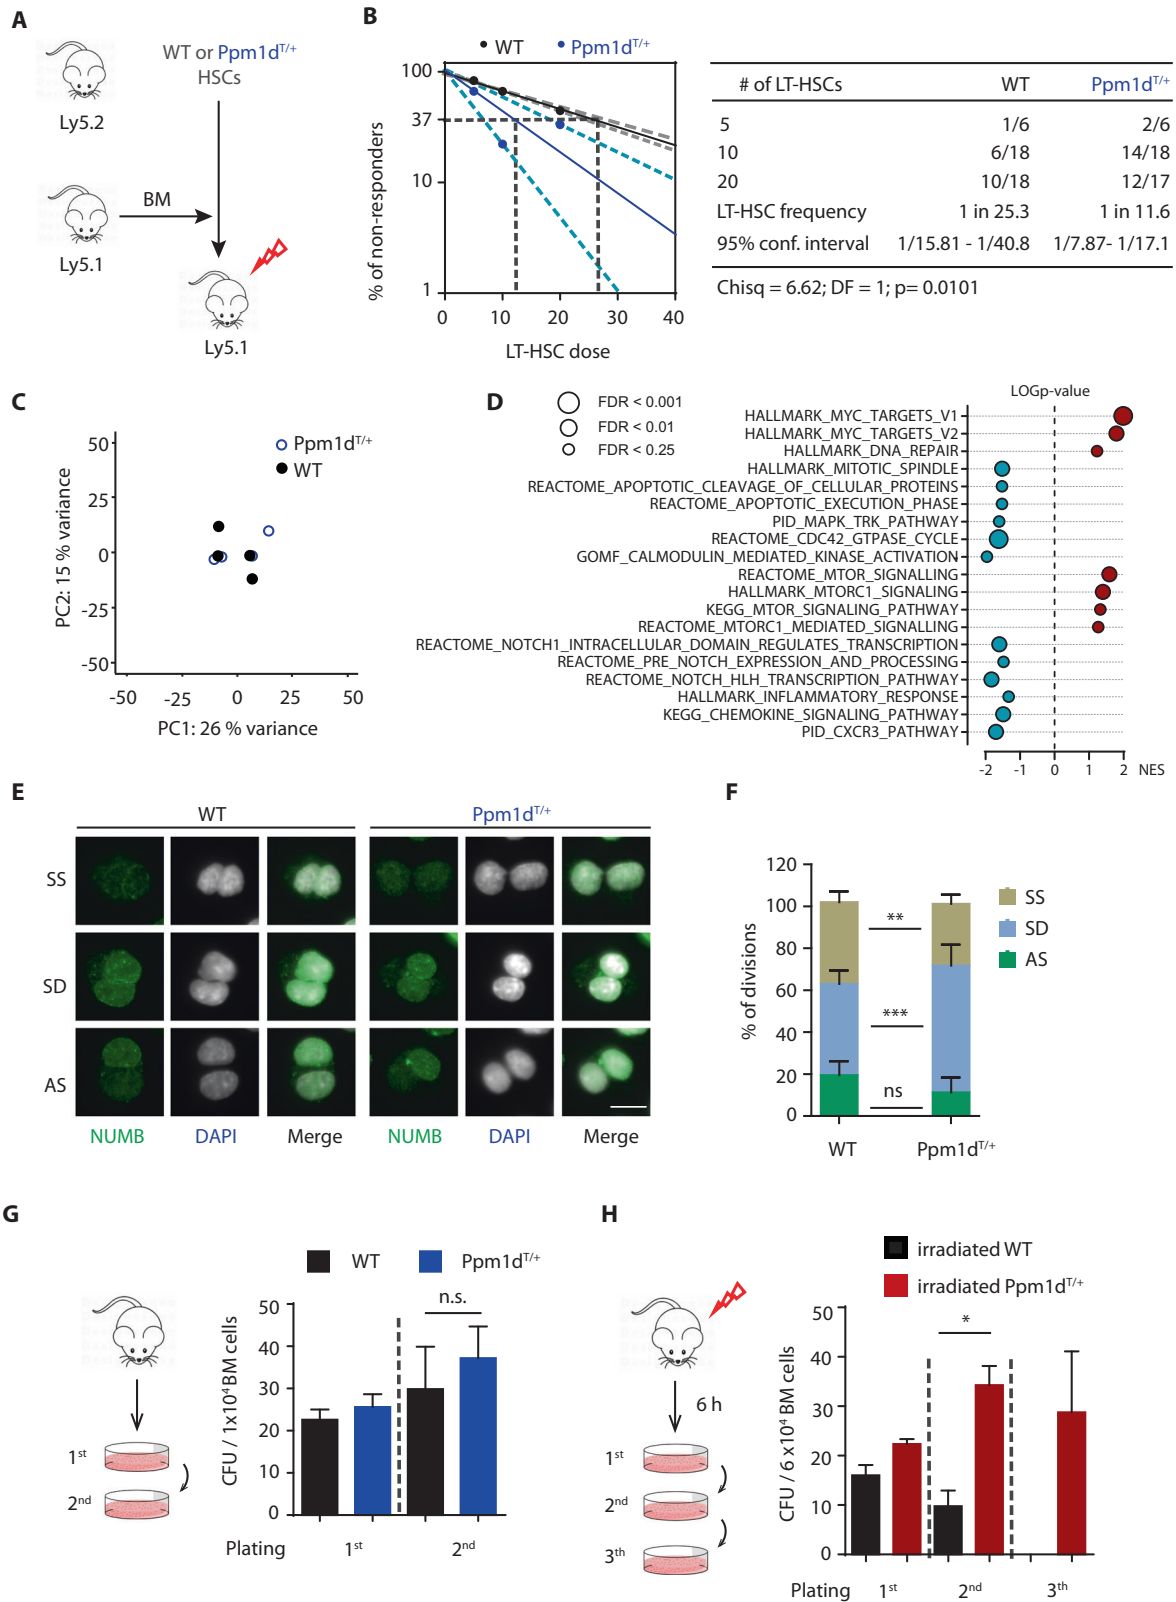 A
WT or Ppm1dT/+
HSCs
Ly5.2
BM
Ly5.1
Ly5.1
B
WT
Ppm1dT/+
100
37
10
1
0 10 20 30 40
% of non-responders
LT-HSC dose
# of LT-HSCs WT Ppm1dT/+
5 1/6 2/6
10 6/18 14/18
20 10/18 12/17
LT-HSC frequency 1 in 25.3 1 in 11.6
95% conf. interval 1/15.81 - 1/40.8 1/7.87- 1/17.1
Chisq = 6.62; DF = 1; p= 0.0101
C
Ppm1dT/+
WT
50
25
0
-25
-50
-50 -25 0 25 50
PC2: 15 % variance
PC1: 26 % variance
D
FDR < 0.001
FDR < 0.01
FDR < 0.25
LOGp-value
HALLMARK_MYC_TARGETS_V1
HALLMARK_MYC_TARGETS_V2
HALLMARK_DNA_REPAIR
HALLMARK_MITOTIC_SPINDLE
REACTOME_APOPTOTIC_CLEAVAGE_OF_CELLULAR_PROTEINS
REACTOME_APOPTOTIC_EXECUTION_PHASE
PID_MAPK_TRK_PATHWAY
REACTOME_CDC42_GTPASE_CYCLE
GOMF_CALMODULIN_MEDIATED_KINASE_ACTIVATION
REACTOME_MTOR_SIGNALLING
HALLMARK_MTORC1_SIGNALING
KEGG_MTOR_SIGNALING_PATHWAY
REACTOME_MTORC1_MEDIATED_SIGNALLING
REACTOME_NOTCH1_INTRACELLULAR_DOMAIN_REGULATES_TRANSCRIPTION
REACTOME_PRE_NOTCH_EXPRESSION_AND_PROCESSING
REACTOME_NOTCH_HLH_TRANSCRIPTION_PATHWAY
HALLMARK_INFLAMMATORY_RESPONSE
KEGG_CHEMOKINE_SIGNALING_PATHWAY
PID_CXCR3_PATHWAY
-2 -1 0 1 2 NES
E
WT Ppm1dT/+
SS
SD
AS
NUMB DAPI Merge NUMB DAPI Merge
F
120
100
80
60
40
20
0
% of divisions
**
***
ns
SS
SD
AS
WT Ppm1dT/+
G
WT Ppm1dT/+
1st
2nd
50
40
30
20
10
0
CFU / 1x10⁴ BM cells
n.s.
Plating 1st 2nd
H
irradiated WT
irradiated Ppm1dT/+
6 h
1st
2nd
3th
50
40
30
20
10
0
CFU / 6 x10⁴ BM cells
*
Plating 1st 2nd 3th